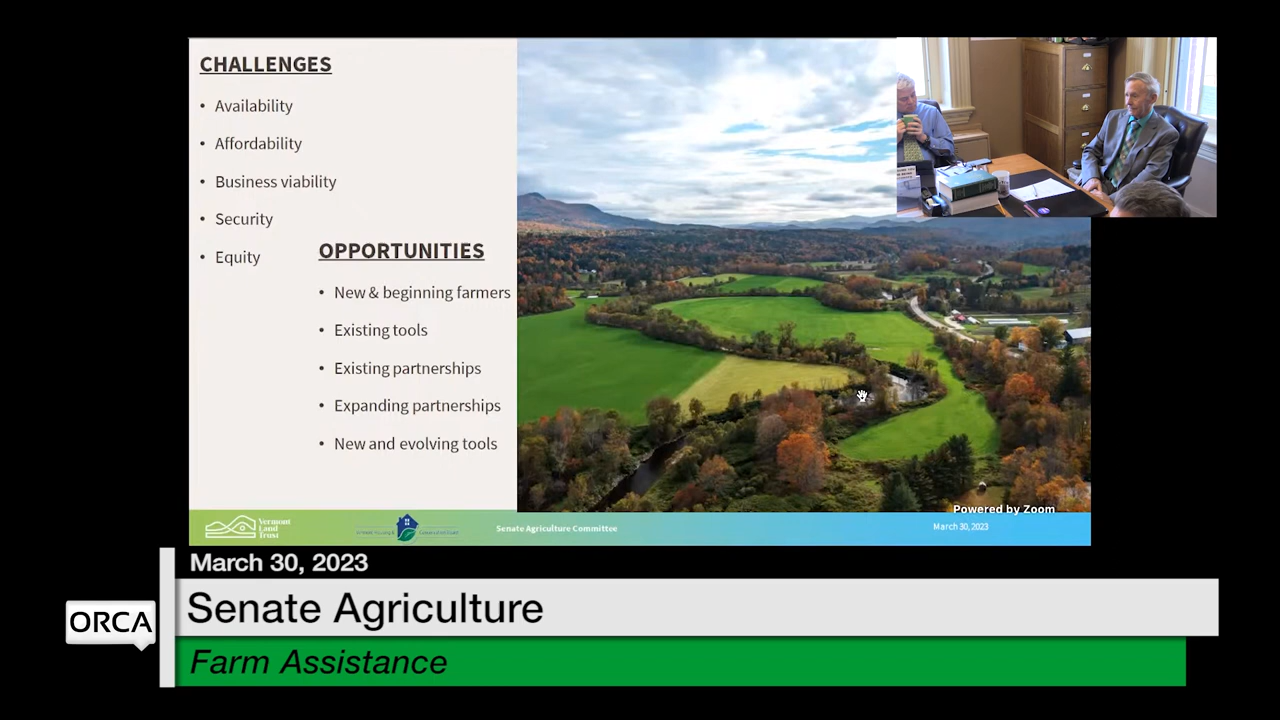 CHALLENGES
• Availability
• Affordability
• Business viability
• Security
• Equity
OPPORTUNITIES
• New & beginning farmers
• Existing tools
• Existing partnerships
• Expanding partnerships
• New and evolving tools
Powered by Zoom
Vermont
Land
Trust
Senate Agriculture Committee
March 30, 2023
March 30, 2023
ORCA
Senate Agriculture
Farm Assistance